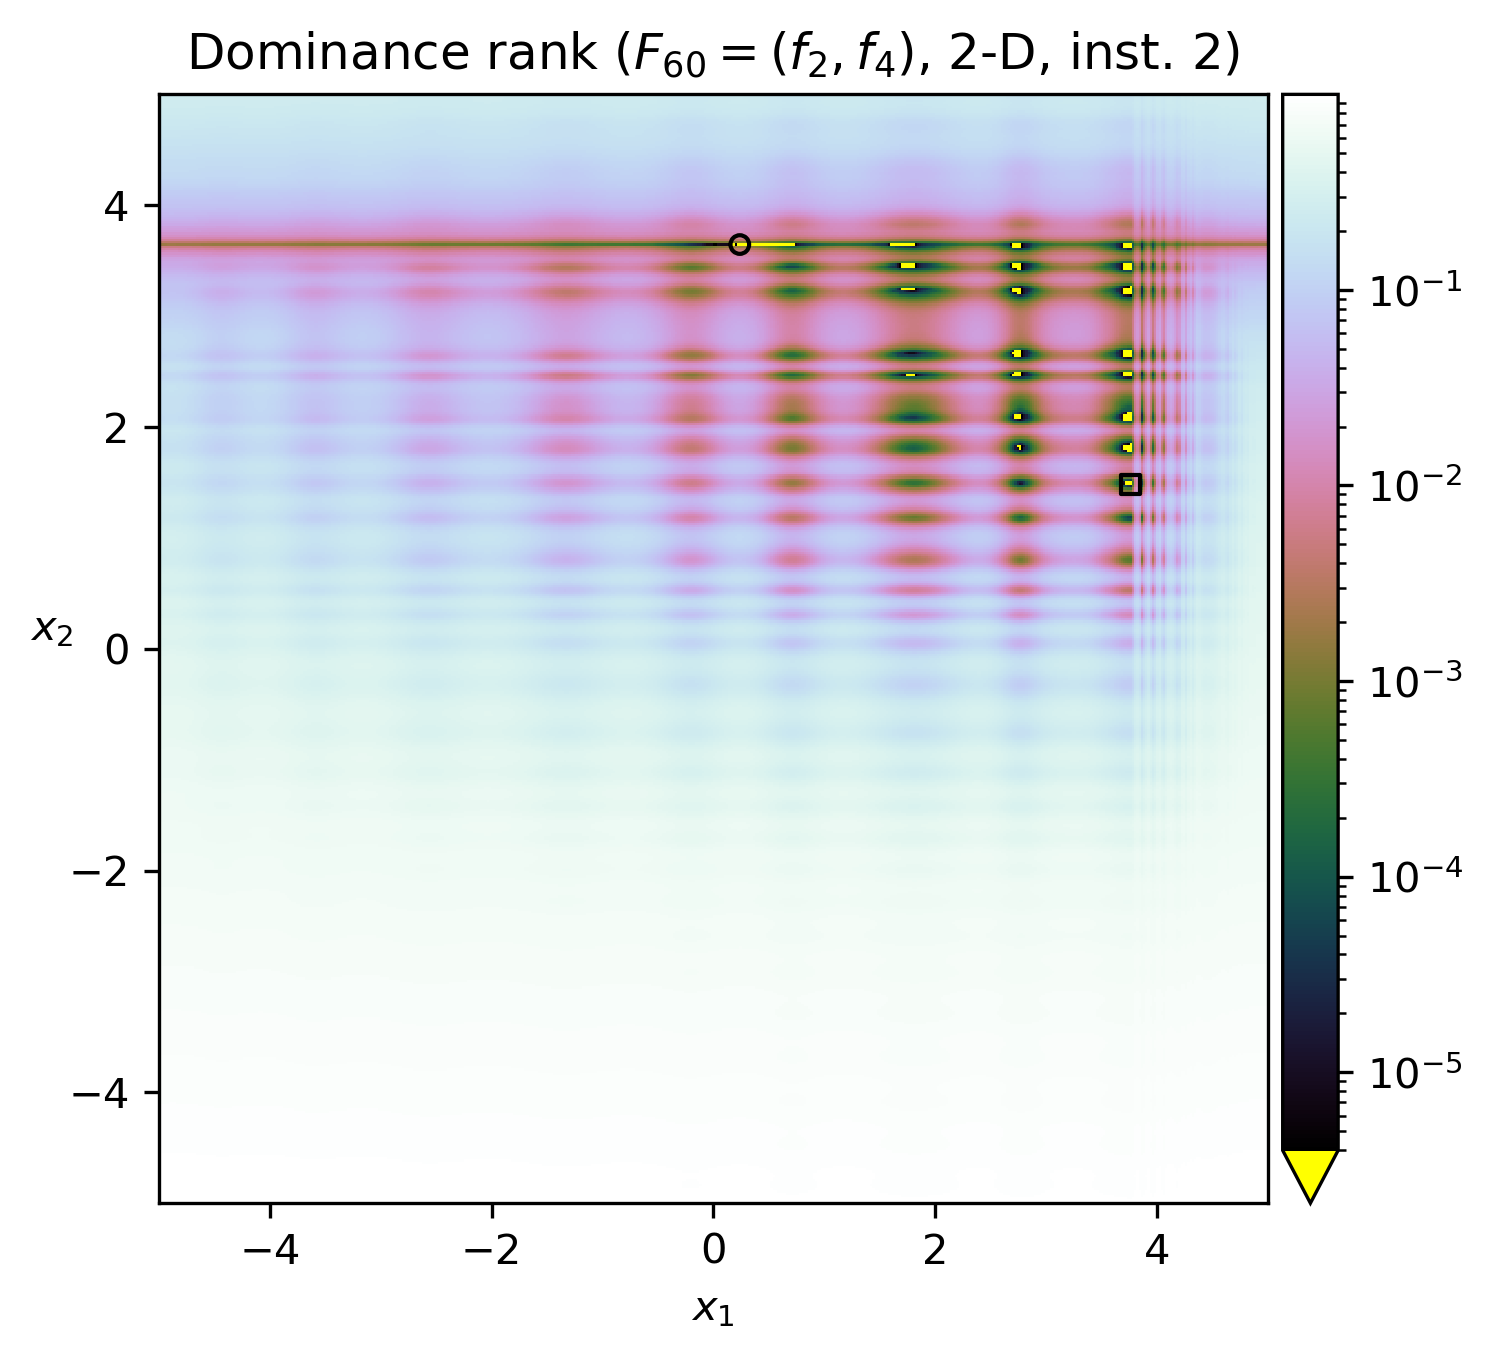 Dominance rank (F₆₀ = (f₂, f₄), 2-D, inst. 2)
4
2
0
−2
−4
x₂
−4 −2 0 2 4
x₁
10⁻¹
10⁻²
10⁻³
10⁻⁴
10⁻⁵